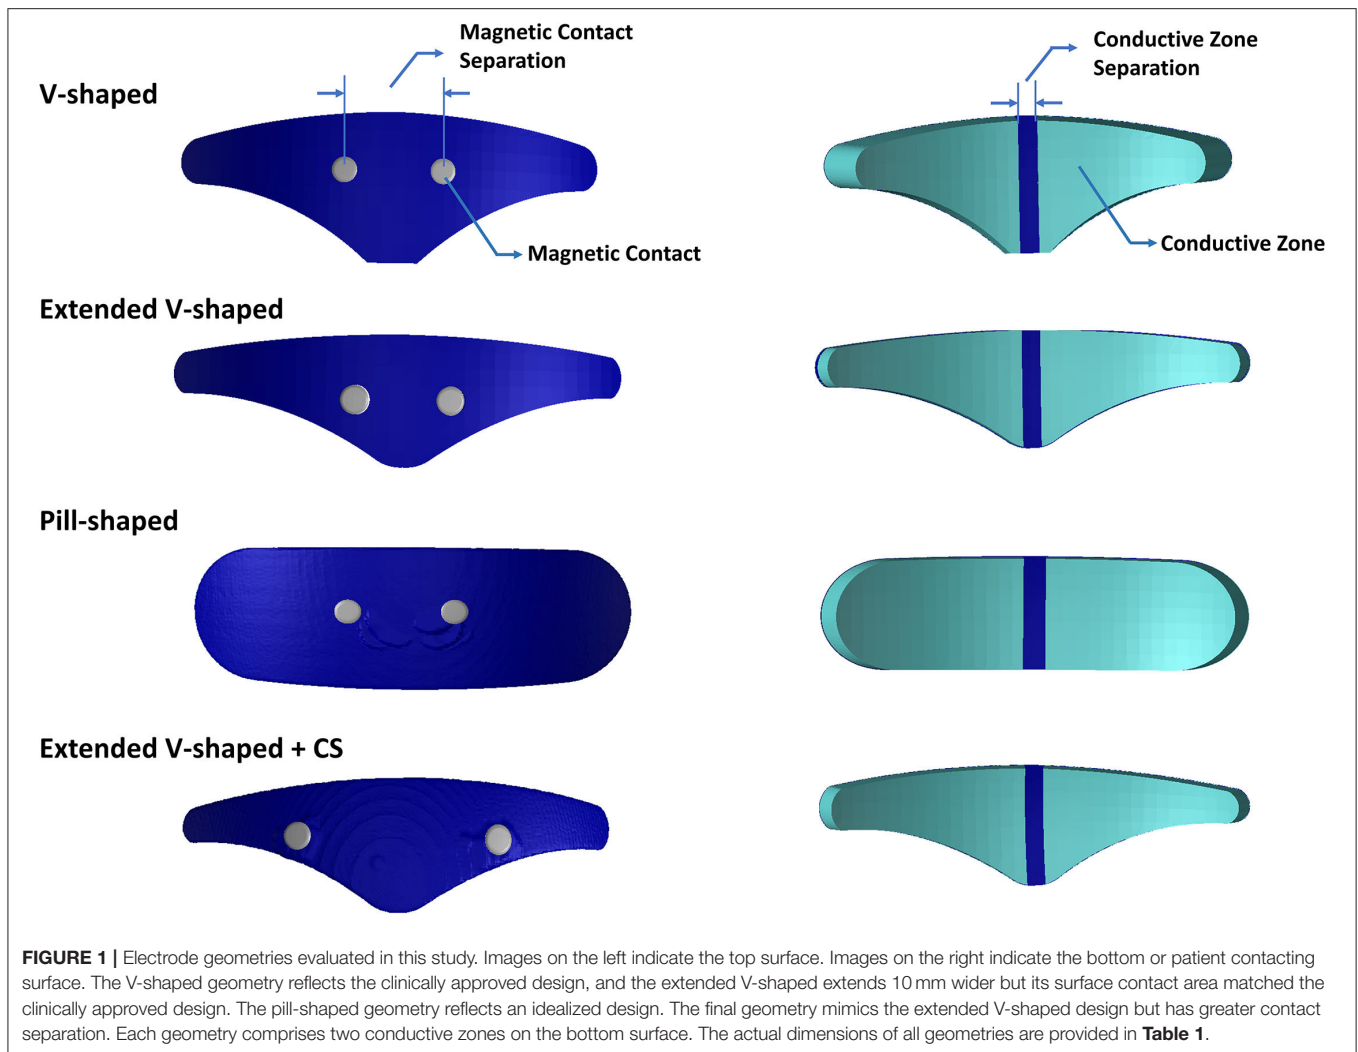 Magnetic Contact
Separation
Conductive Zone
Separation
V-shaped
Magnetic Contact
Conductive Zone
Extended V-shaped
Pill-shaped
Extended V-shaped + CS
FIGURE 1 | Electrode geometries evaluated in this study. Images on the left indicate the top surface. Images on the right indicate the bottom or patient contacting
surface. The V-shaped geometry reflects the clinically approved design, and the extended V-shaped extends 10 mm wider but its surface contact area matched the
clinically approved design. The pill-shaped geometry reflects an idealized design. The final geometry mimics the extended V-shaped design but has greater contact
separation. Each geometry comprises two conductive zones on the bottom surface. The actual dimensions of all geometries are provided in Table 1.